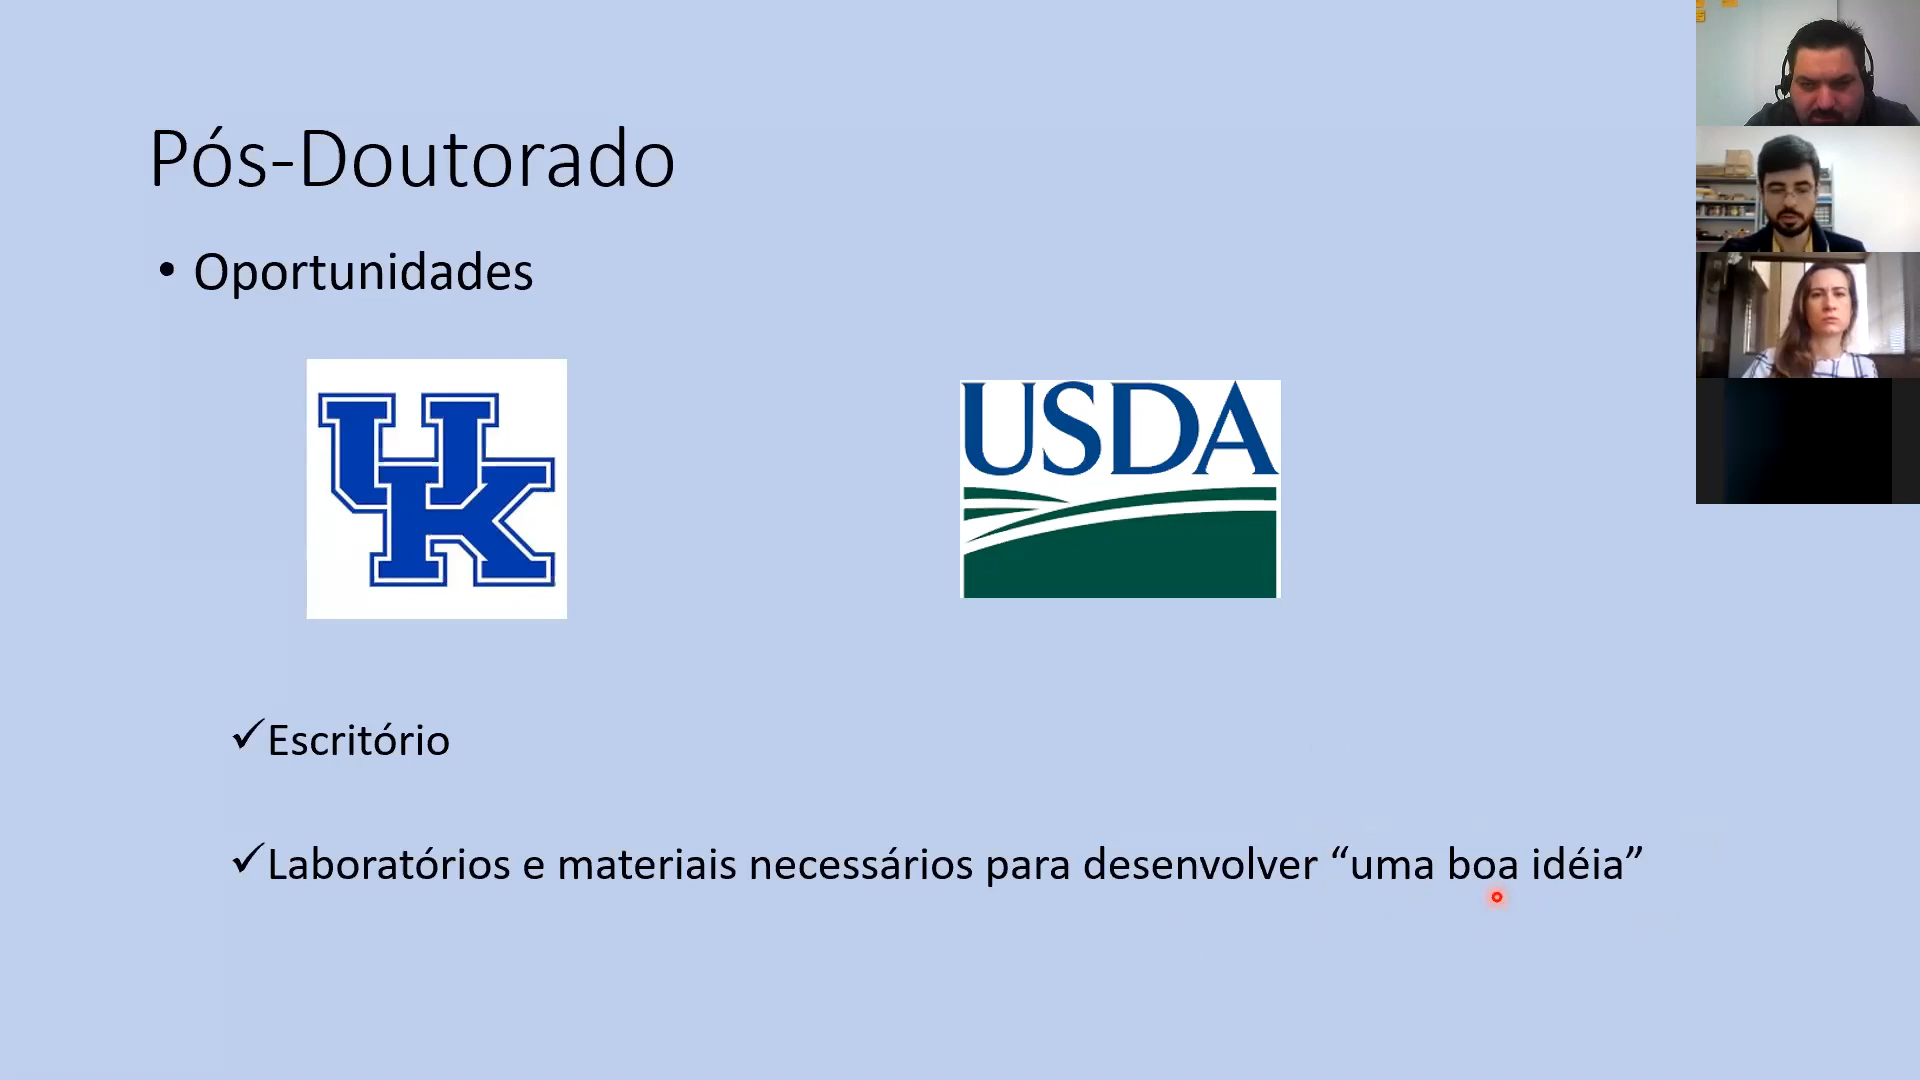 Pós-Doutorado
• Oportunidades
UK
USDA
✓Escritório
✓Laboratórios e materiais necessários para desenvolver “uma boa idéia”